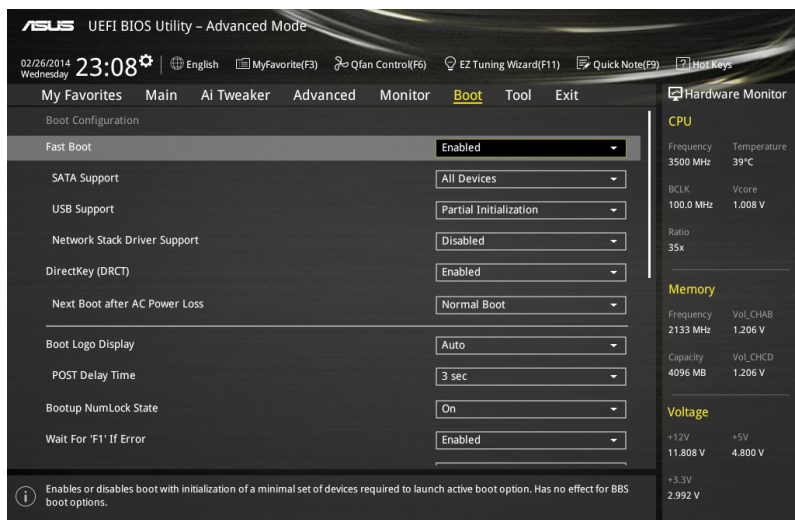 ASUS UEFI BIOS Utility – Advanced Mode
02/26/2014
Wednesday
23:08
English
MyFavorite(F3)
Qfan Control(F6)
EZ Tuning Wizard(F11)
Quick Note(F9)
? Hot Keys
My Favorites Main Ai Tweaker Advanced Monitor Boot Tool Exit
Boot Configuration
Fast Boot Enabled
SATA Support All Devices
USB Support Partial Initialization
Network Stack Driver Support Disabled
DirectKey (DRCT) Enabled
Next Boot after AC Power Loss Normal Boot
Boot Logo Display Auto
POST Delay Time 3 sec
Bootup NumLock State On
Wait For 'F1' If Error Enabled
i Enables or disables boot with initialization of a minimal set of devices required to launch active boot option. Has no effect for BBS
boot options.
Hardware Monitor
CPU
Frequency Temperature
3500 MHz 39°C
BCLK Vcore
100.0 MHz 1.008 V
Ratio
35x
Memory
Frequency Vol_CHAB
2133 MHz 1.206 V
Capacity Vol_CHCD
4096 MB 1.206 V
Voltage
+12V +5V
11.808 V 4.800 V
+3.3V
2.992 V